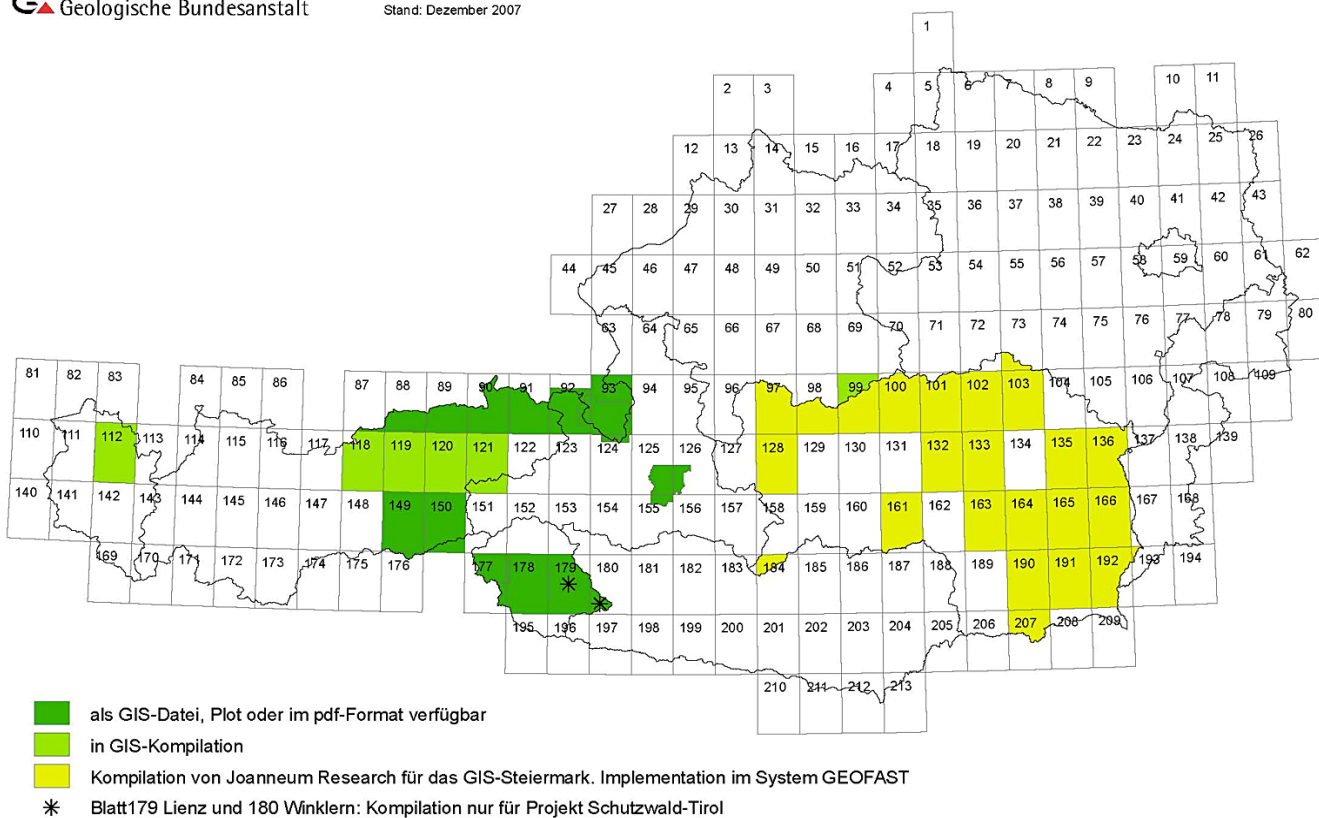 Geologische Bundesanstalt
Stand: Dezember 2007
1
2 3 4 5 6 7 8 9 10 11
12 13 14 15 16 17 18 19 20 21 22 23 24 25 26
27 28 29 30 31 32 33 34 35 36 37 38 39 40 41 42 43
44 45 46 47 48 49 50 51 52 53 54 55 56 57 58 59 60 61 62
63 64 65 66 67 68 69 70 71 72 73 74 75 76 77 78 79 80
81 82 83 84 85 86 87 88 89 90 91 92 93 94 95 96 97 98 99 100 101 102 103 104 105 106 107 108 109
110 111 112 113 114 115 116 117 118 119 120 121 122 123 124 125 126 127 128 129 130 131 132 133 134 135 136 137 138 139
140 141 142 143 144 145 146 147 148 149 150 151 152 153 154 155 156 157 158 159 160 161 162 163 164 165 166 167 168
169 170 171 172 173 174 175 176 77 178 179 180 181 182 183 184 185 186 187 188 189 190 191 192 193 194
195 196 197 198 199 200 201 202 203 204 205 206 207 208 209
210 211 212 213
als GIS-Datei, Plot oder im pdf-Format verfügbar
in GIS-Kompilation
Kompilation von Joanneum Research für das GIS-Steiermark. Implementation im System GEOFAST
Blatt179 Lienz und 180 Winklern: Kompilation nur für Projekt Schutzwald-Tirol